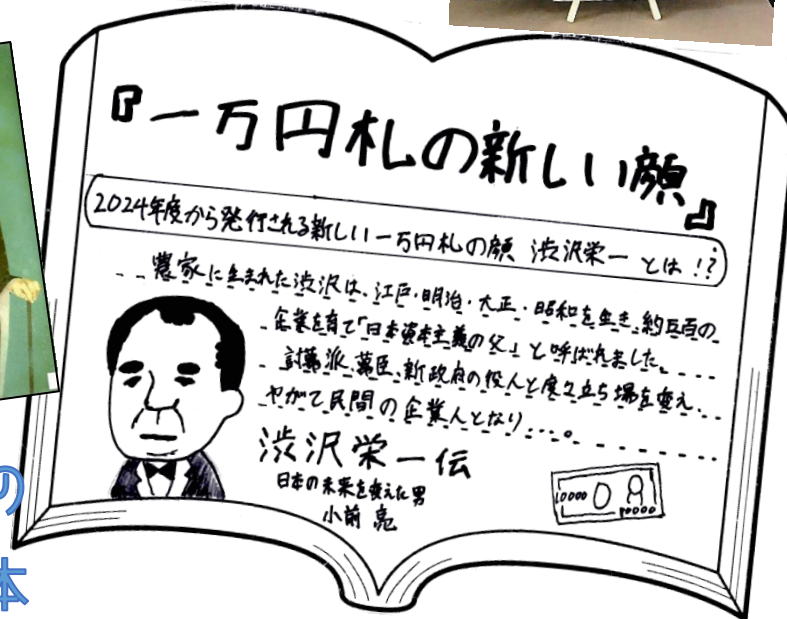 『一万円札の新しい顔』
2024年度から発行される新しい一万円札の顔 渋沢栄一 とは!?
農家に生まれた渋沢は、江戸・明治・大正・昭和を生き、約五百の
企業を育て「日本資本主義の父」と呼ばれました。
討幕派、幕臣、新政府の役人と度々立ち場を変え、
やがて民間の企業人となり…。
渋沢栄一伝
日本の未来を変えた男
小前 亮
10000
10000
の
本